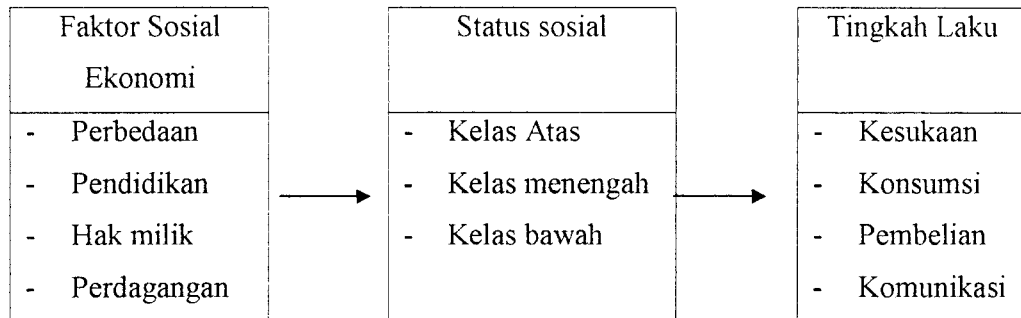 Faktor Sosial
Ekonomi
- Perbedaan
- Pendidikan
- Hak milik
- Perdagangan
Status sosial
- Kelas Atas
- Kelas menengah
- Kelas bawah
Tingkah Laku
- Kesukaan
- Konsumsi
- Pembelian
- Komunikasi